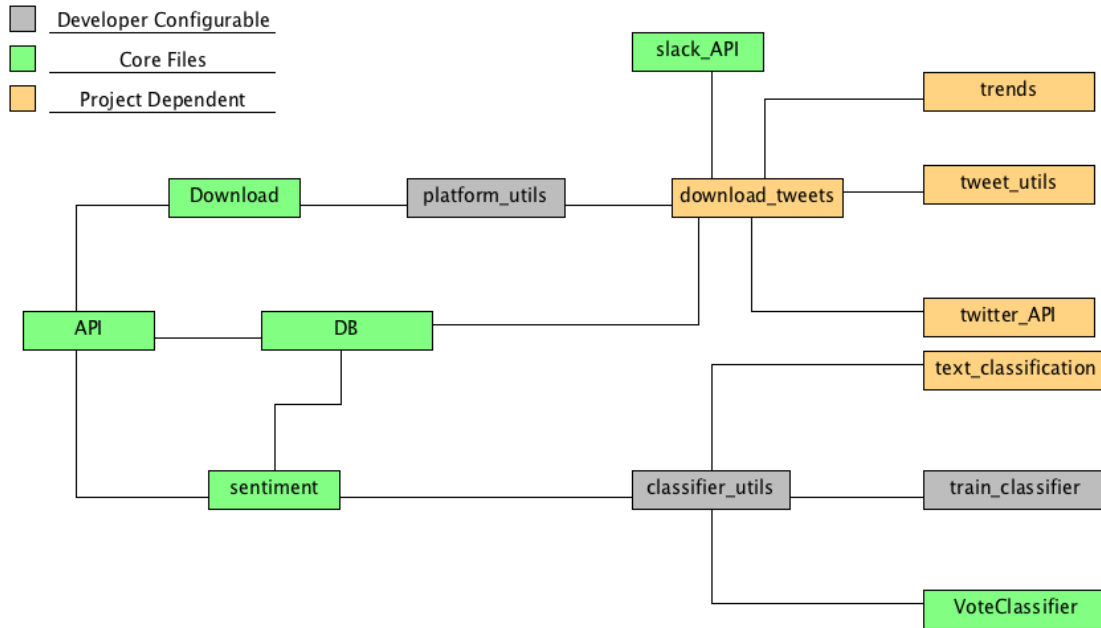 Developer Configurable
Core Files
Project Dependent
slack_API
trends
Download
platform_utils
download_tweets
tweet_utils
API
DB
twitter_API
text_classification
sentiment
classifier_utils
train_classifier
VoteClassifier